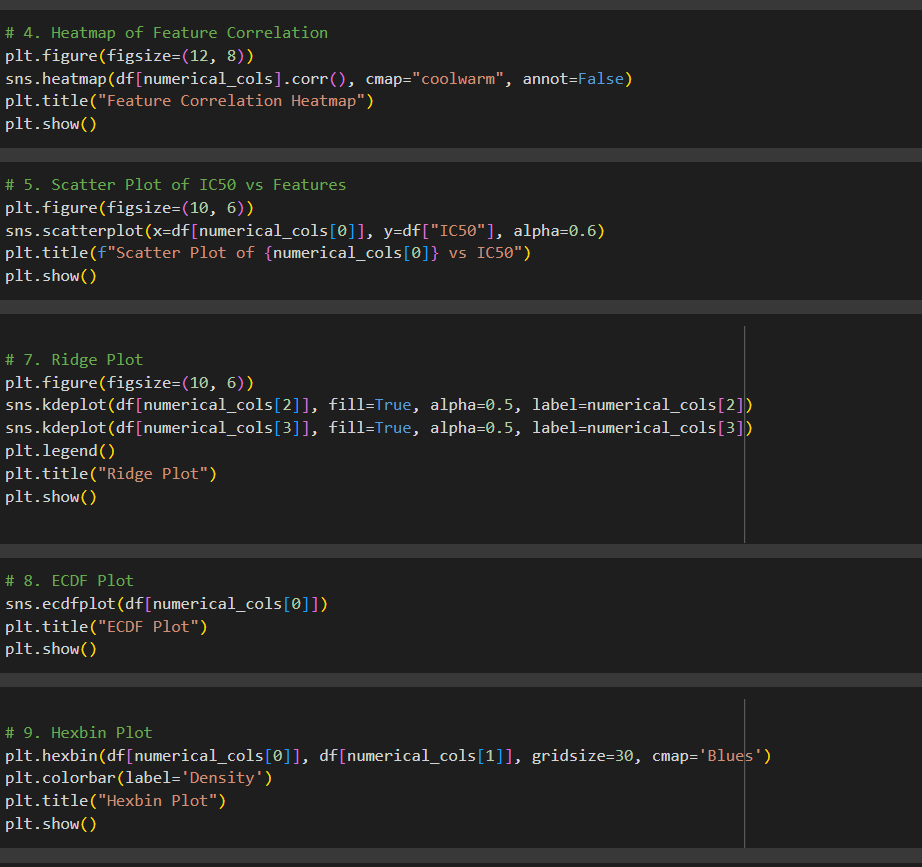 # 4. Heatmap of Feature Correlation
plt.figure(figsize=(12, 8))
sns.heatmap(df[numerical_cols].corr(), cmap="coolwarm", annot=False)
plt.title("Feature Correlation Heatmap")
plt.show()
# 5. Scatter Plot of IC50 vs Features
plt.figure(figsize=(10, 6))
sns.scatterplot(x=df[numerical_cols[0]], y=df["IC50"], alpha=0.6)
plt.title(f"Scatter Plot of {numerical_cols[0]} vs IC50")
plt.show()
# 7. Ridge Plot
plt.figure(figsize=(10, 6))
sns.kdeplot(df[numerical_cols[2]], fill=True, alpha=0.5, label=numerical_cols[2])
sns.kdeplot(df[numerical_cols[3]], fill=True, alpha=0.5, label=numerical_cols[3])
plt.legend()
plt.title("Ridge Plot")
plt.show()
# 8. ECDF Plot
sns.ecdfplot(df[numerical_cols[0]])
plt.title("ECDF Plot")
plt.show()
# 9. Hexbin Plot
plt.hexbin(df[numerical_cols[0]], df[numerical_cols[1]], gridsize=30, cmap='Blues')
plt.colorbar(label='Density')
plt.title("Hexbin Plot")
plt.show()